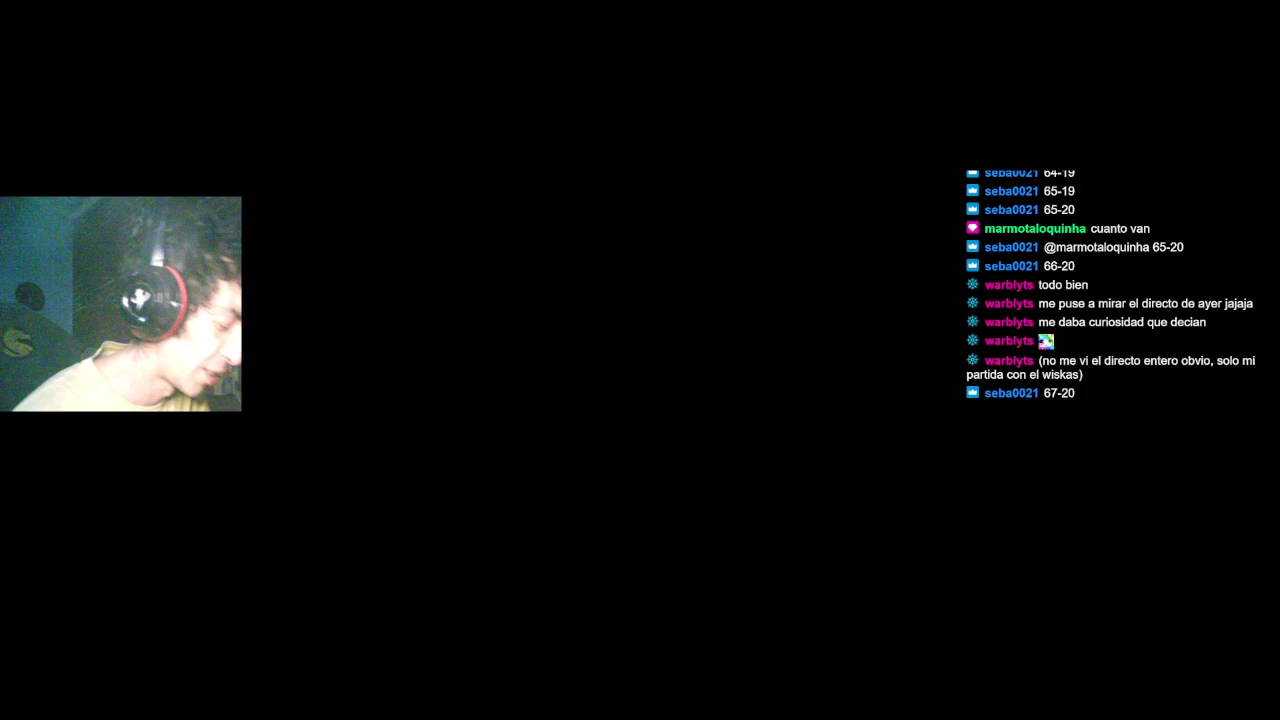 seba0021 64-19
seba0021 65-19
seba0021 65-20
marmotaloquinha cuanto van
seba0021 @marmotaloquinha 65-20
seba0021 66-20
warblyts todo bien
warblyts me puse a mirar el directo de ayer jajaja
warblyts me daba curiosidad que decian
warblyts
warblyts (no me vi el directo entero obvio, solo mi
partida con el wiskas)
seba0021 67-20